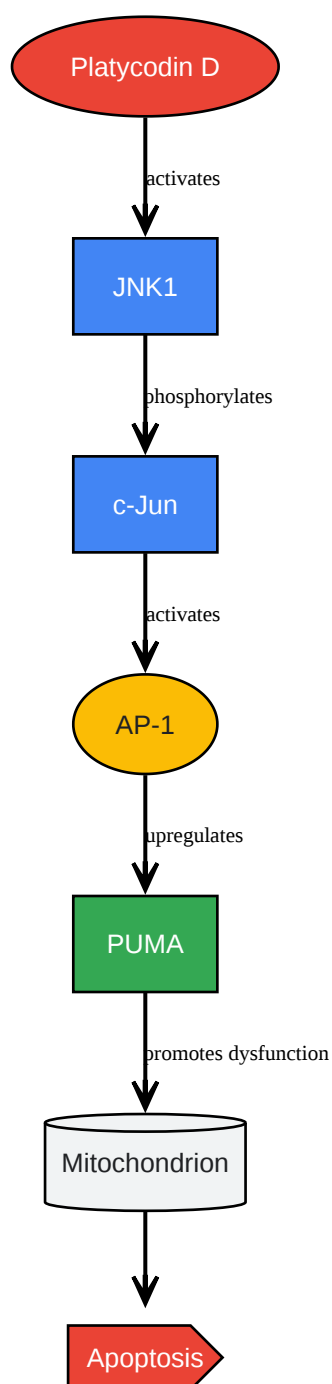 Platycodin D
activates
JNK1
phosphorylates
c-Jun
activates
AP-1
upregulates
PUMA
promotes dysfunction
Mitochondrion
Apoptosis